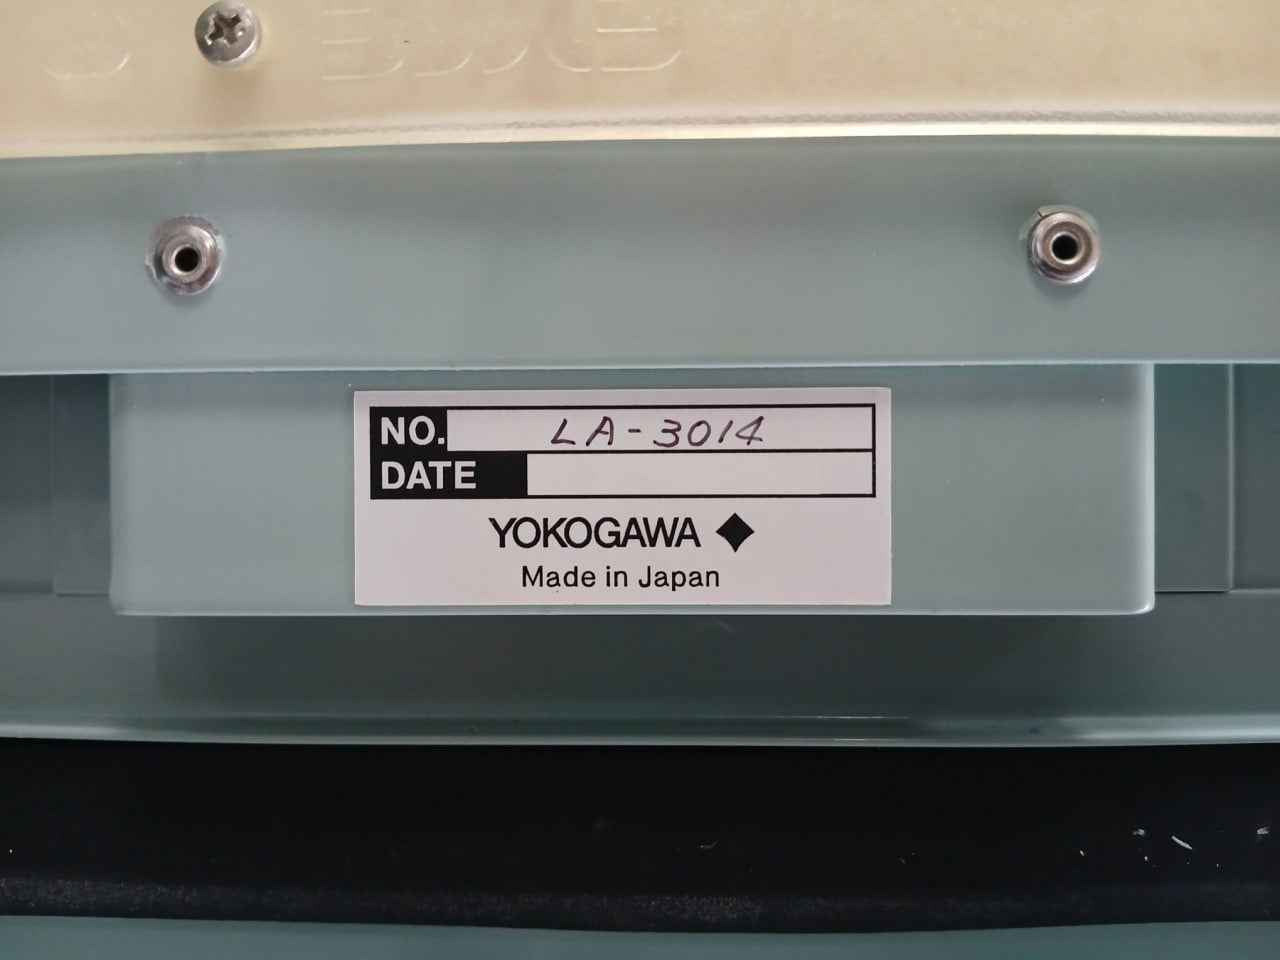 NO. LA-3014
DATE
YOKOGAWA
Made in Japan